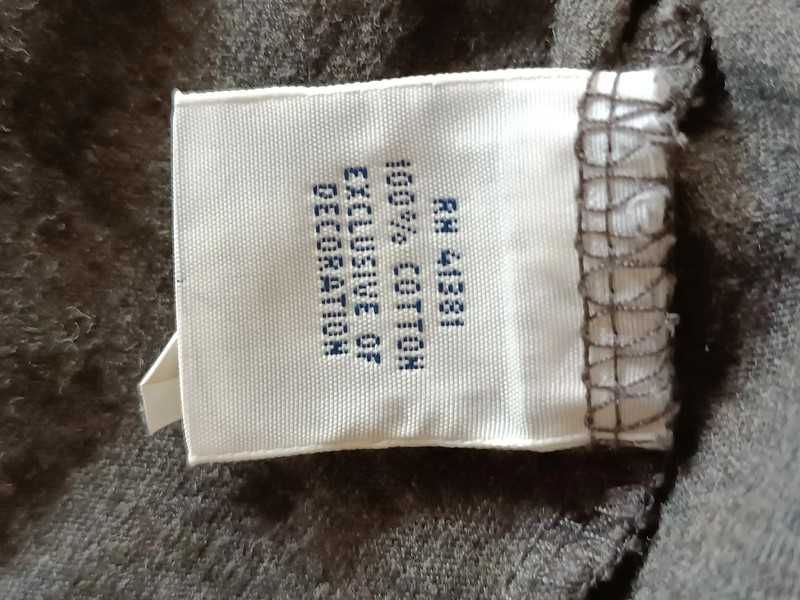 RN 41381
100% COTTON
EXCLUSIVE OF
DECORATION